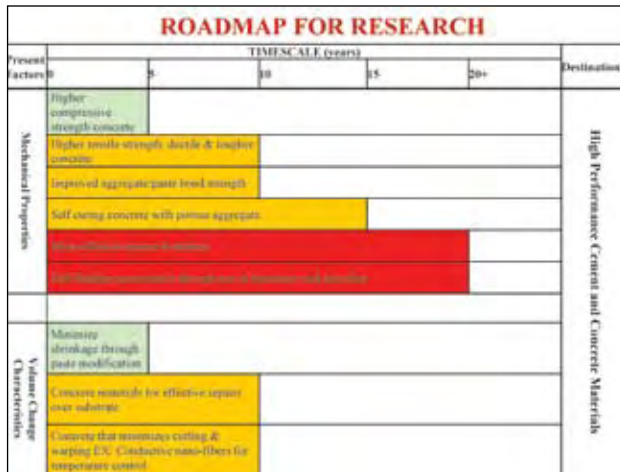 ROADMAP FOR RESEARCH
TIMESCALE (years)
Present
Factors
0
5
10
15
20+
Destination
Mechanical Properties
Higher
compressive
strength concrete
Higher tensile strength, ductile & tougher
concrete
Improved aggregate/paste bond strength
Self curing concrete with porous aggregate
High Performance Cement and Concrete Materials
Volume Change
Characteristics
Minimize
shrinkage through
paste modification
Concrete materials for effective repairs
over substrate
Concrete that minimizes curling &
warping EX: Conductive nano-fibers for
temperature control